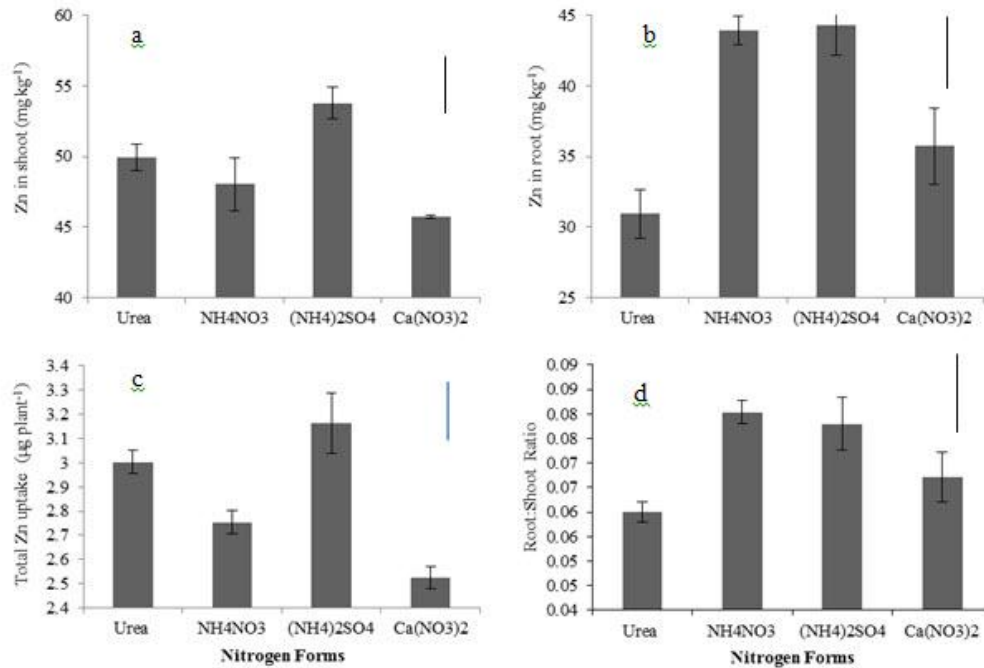 a
Zn in shoot (mg kg⁻¹)
60
55
50
45
40
Urea NH4NO3 (NH4)2SO4 Ca(NO3)2
b
Zn in root (mg kg⁻¹)
45
40
35
30
25
Urea NH4NO3 (NH4)2SO4 Ca(NO3)2
c
Total Zn uptake (µg plant⁻¹)
3.4
3.3
3.2
3.1
3
2.9
2.8
2.7
2.6
2.5
2.4
Urea NH4NO3 (NH4)2SO4 Ca(NO3)2
Nitrogen Forms
d
Root:Shoot Ratio
0.09
0.09
0.08
0.08
0.07
0.07
0.06
0.06
0.05
0.05
0.04
Urea NH4NO3 (NH4)2SO4 Ca(NO3)2
Nitrogen Forms